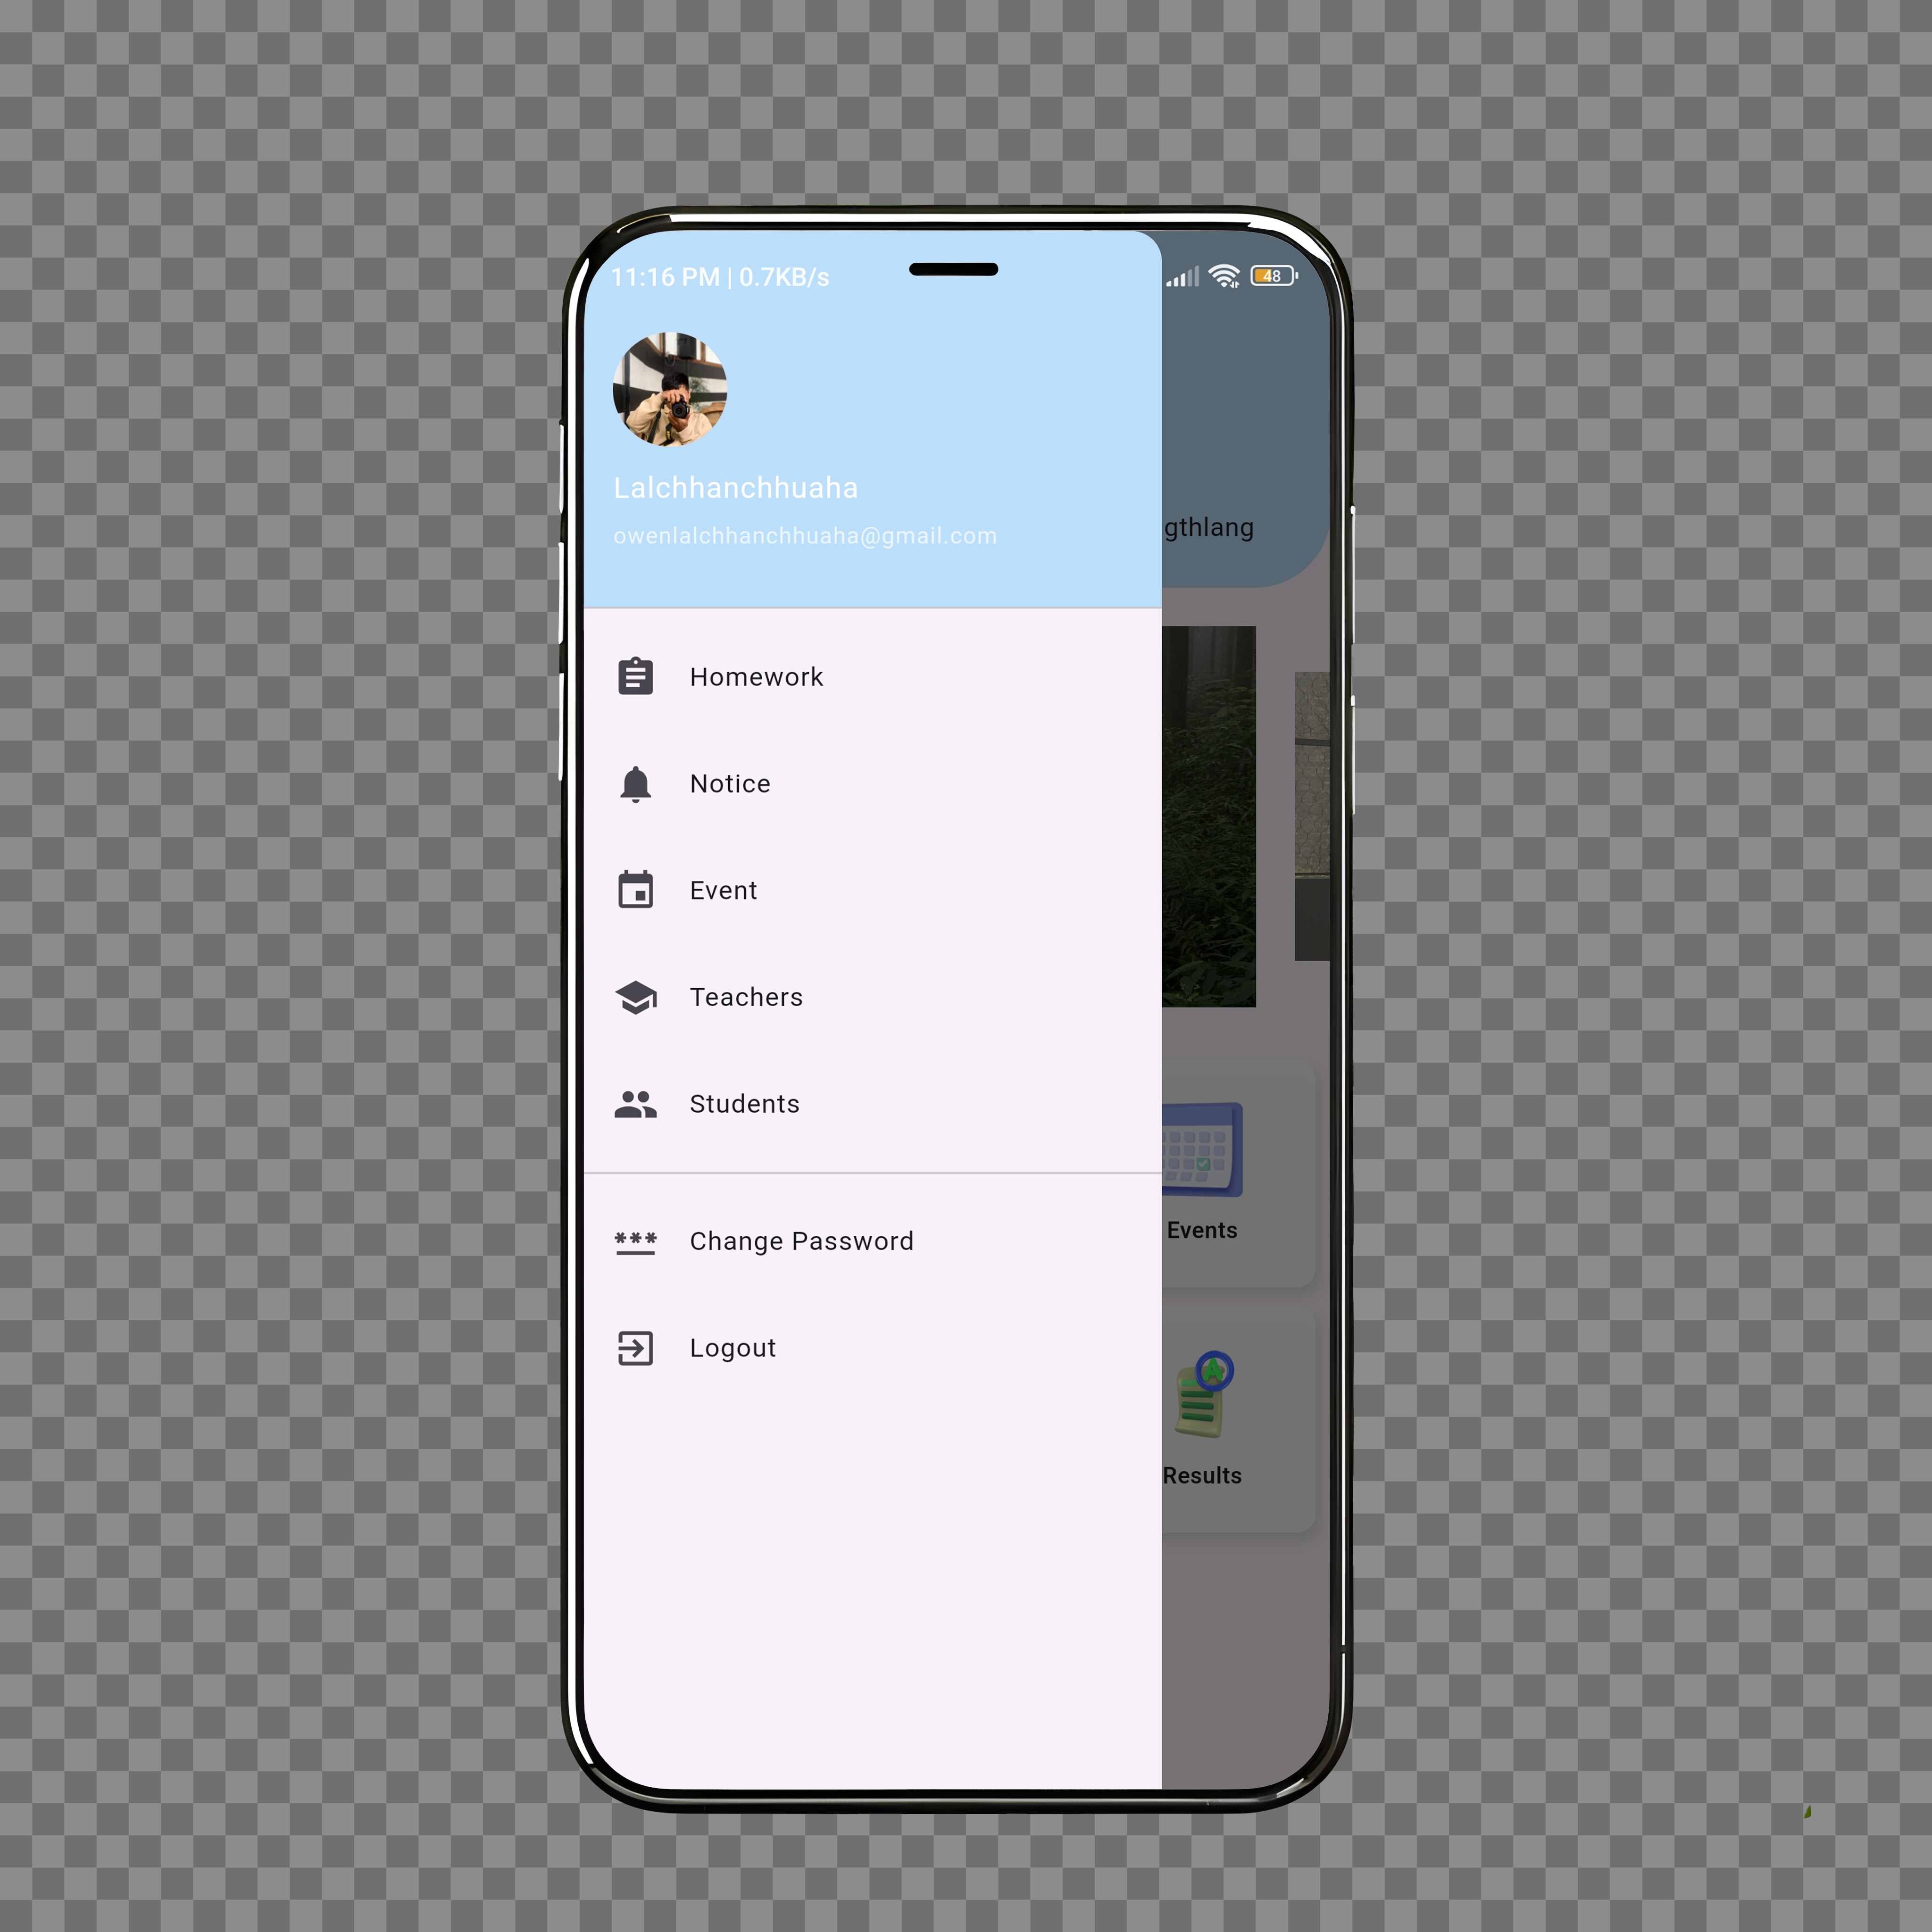 11:16 PM | 0.7KB/s
48
Lalchhanchhuaha
owenlalchhanchhuaha@gmail.com
gthlang
Homework
Notice
Event
Teachers
Students
Events
Change Password
Logout
A
Results